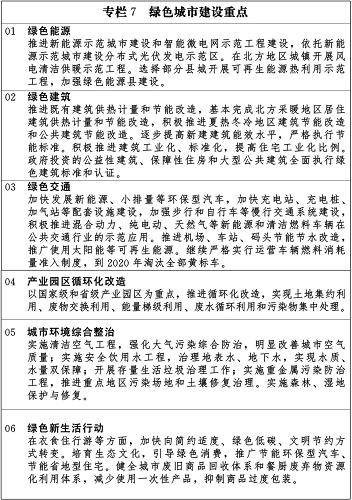 专栏 7 绿色城市建设重点
01 绿色能源
推进新能源示范城市建设和智能微电网示范工程建设，依托新能
源示范城市建设分布式光伏发电示范区。在北方地区城镇开展风
电清洁供暖示范工程。选择部分县城开展可再生能源热利用示范
工程，加强绿色能源县建设。
02 绿色建筑
推进既有建筑供热计量和节能改造，基本完成北方采暖地区居住
建筑供热计量和节能改造，积极推进夏热冬冷地区建筑节能改造
和公共建筑节能改造。逐步提高新建建筑能效水平，严格执行节
能标准，积极推进建筑工业化、标准化，提高住宅工业化比例。
政府投资的公益性建筑、保障性住房和大型公共建筑全面执行绿
色建筑标准和认证。
03 绿色交通
加快发展新能源、小排量等环保型汽车，加快充电站、充电桩、
加气站等配套设施建设，加强步行和自行车等慢行交通系统建设，
积极推进混合动力、纯电动、天然气等新能源和清洁燃料车辆在
公共交通行业的示范应用。推进机场、车站、码头节能节水改造，
推广使用太阳能等可再生能源。继续严格实行运营车辆燃料消耗
量准入制度，到 2020 年淘汰全部黄标车。
04 产业园区循环化改造
以国家级和省级产业园区为重点，推进循环化改造，实现土地集约利
用、废物交换利用、能量梯级利用、废水循环利用和污染物集中处理。
05 城市环境综合整治
实施清洁空气工程，强化大气污染综合防治，明显改善城市空气
质量；实施安全饮用水工程，治理地表水、地下水，实现水质、
水量双保障；开展存量生活垃圾治理工作；实施重金属污染防治
工程，推进重点地区污染场地和土壤修复治理。实施森林、湿地
保护与修复。
06 绿色新生活行动
在衣食住行游等方面，加快向简约适度、绿色低碳、文明节约方
式转变。培育生态文化，引导绿色消费，推广节能环保型汽车、
节能省地型住宅。健全城市废旧商品回收体系和餐厨废弃物资源
化利用体系，减少使用一次性产品，抑制商品过度包装。